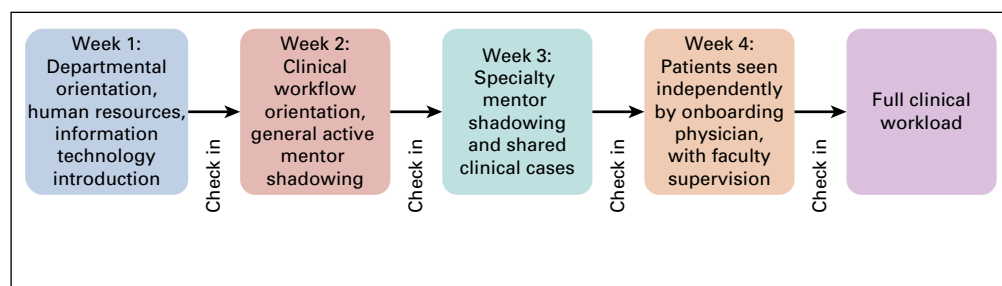 Week 1:
Departmental
orientation,
human resources,
information
technology
introduction
Check in
Week 2:
Clinical
workflow
orientation,
general active
mentor
shadowing
Check in
Week 3:
Specialty
mentor
shadowing
and shared
clinical cases
Check in
Week 4:
Patients seen
independently
by onboarding
physician,
with faculty
supervision
Check in
Full clinical
workload